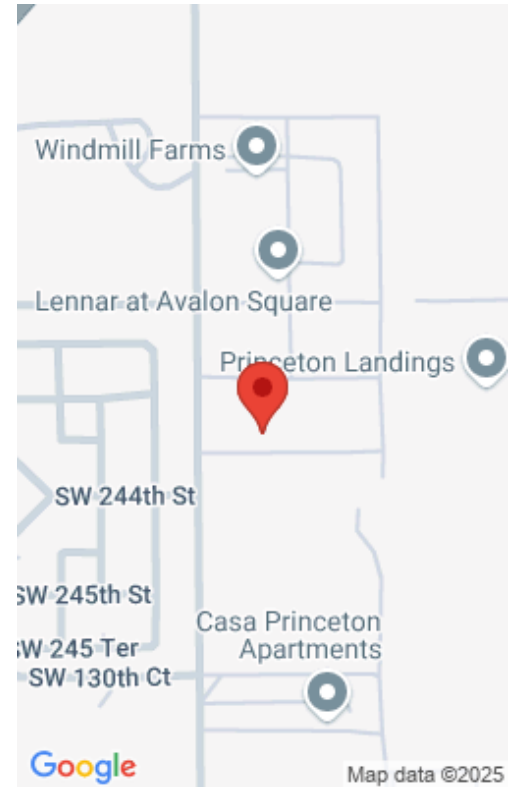 Windmill Farms
Lennar at Avalon Square
Princeton Landings
SW 244th St
SW 245th St
Casa Princeton
Apartments
SW 245 Ter
SW 130th Ct
Google
Map data ©2025